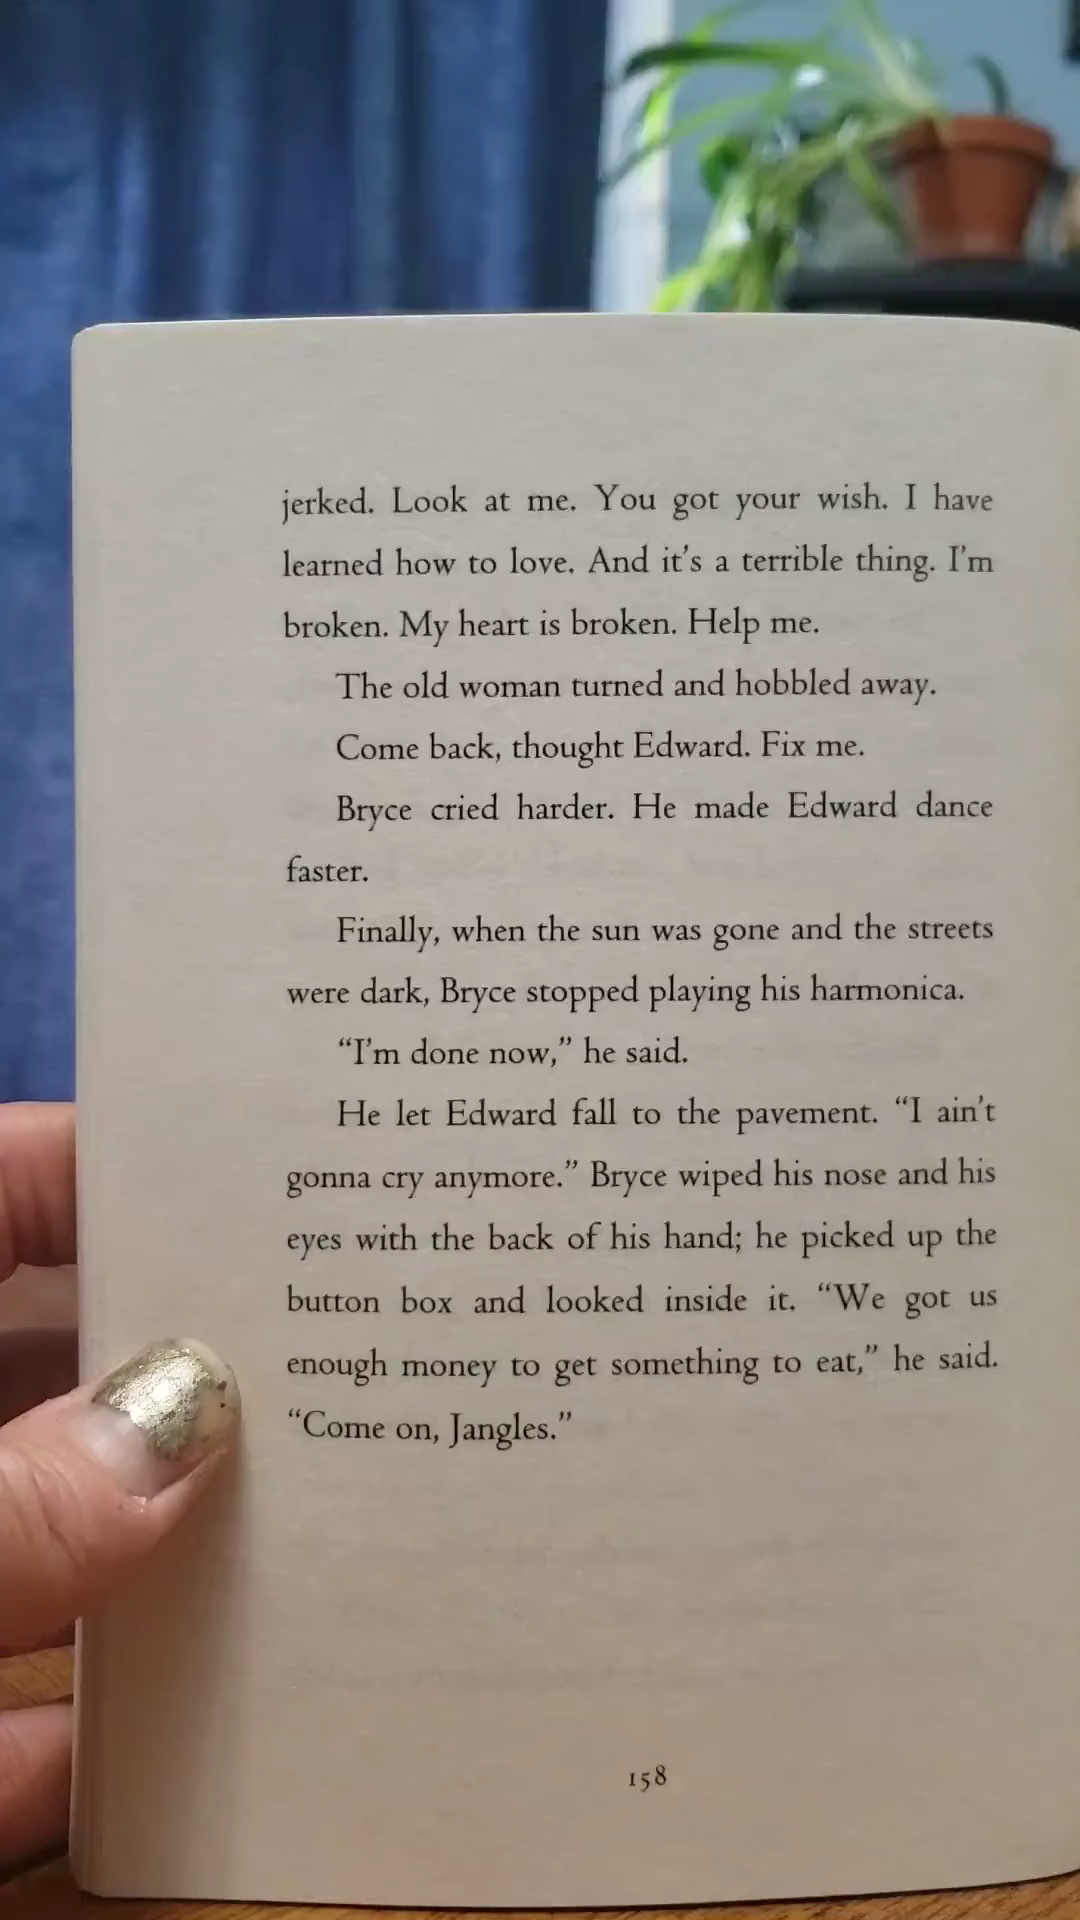 jerked. Look at me. You got your wish. I have
learned how to love. And it's a terrible thing. I'm
broken. My heart is broken. Help me.
The old woman turned and hobbled away.
Come back, thought Edward. Fix me.
Bryce cried harder. He made Edward dance
faster.
Finally, when the sun was gone and the streets
were dark, Bryce stopped playing his harmonica.
“I'm done now,” he said.
He let Edward fall to the pavement. “I ain't
gonna cry anymore.” Bryce wiped his nose and his
eyes with the back of his hand; he picked up the
button box and looked inside it. “We got us
enough money to get something to eat,” he said.
“Come on, Jangles.”
158